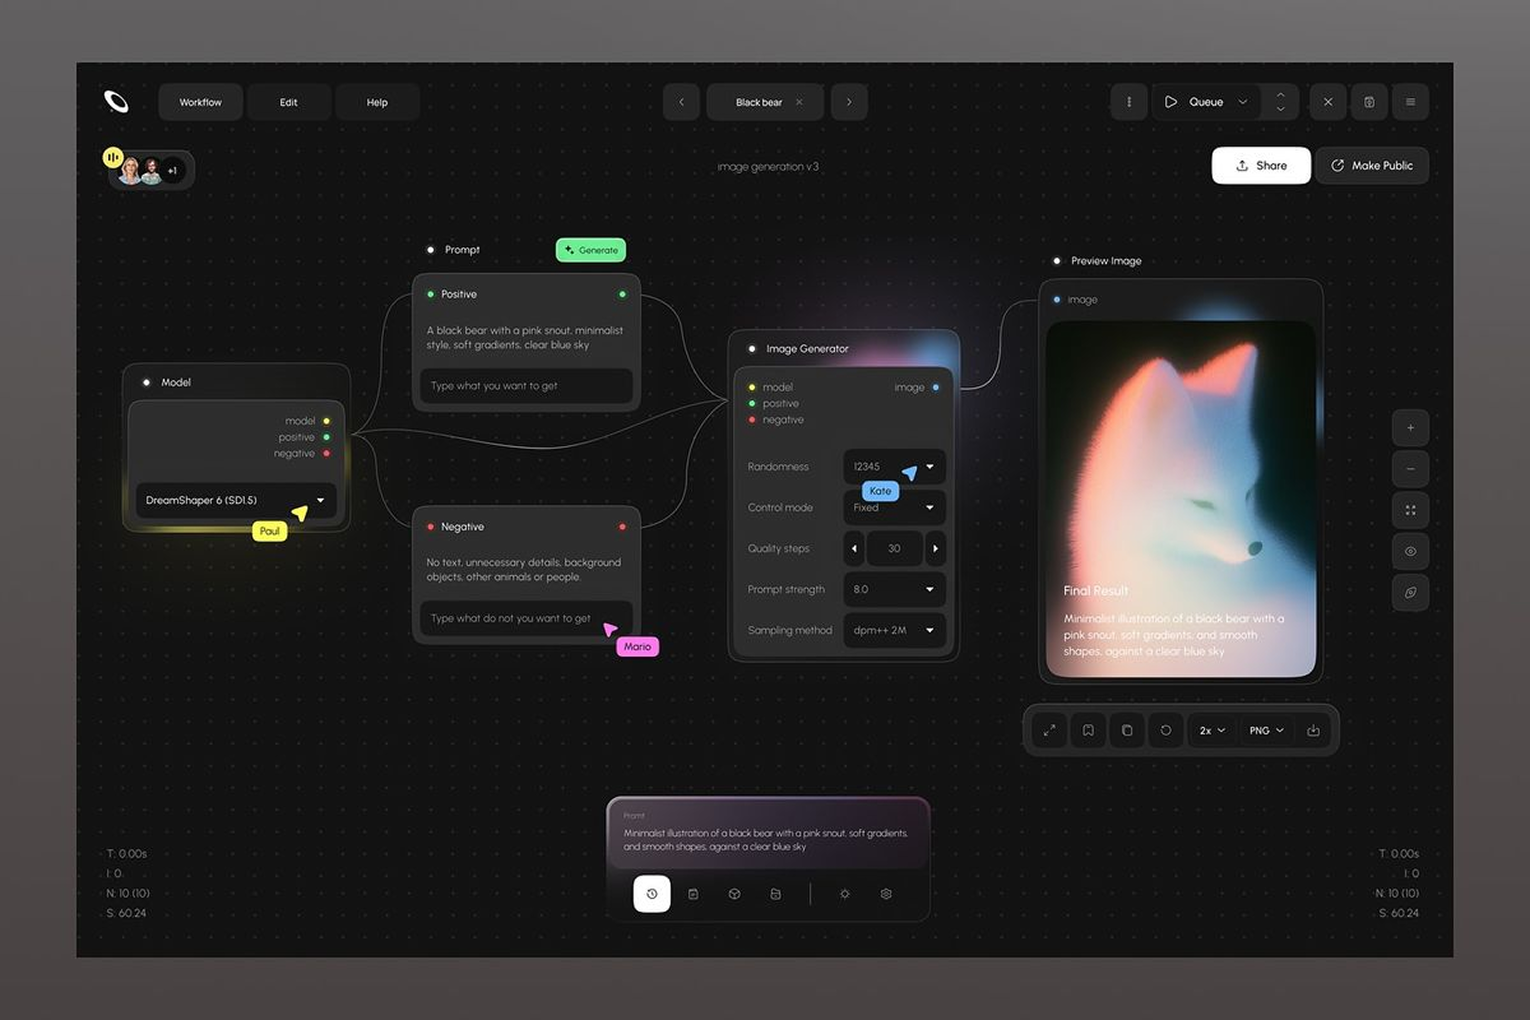 Workflow
Edit
Help
Black bear
Queue
+1
image generation v3
Share
Make Public
Prompt
Generate
Positive
A black bear with a pink snout, minimalist
style, soft gradients, clear blue sky
Type what you want to get
Model
model
positive
negative
DreamShaper 6 (SD1.5)
Paul
Negative
No text, unnecessary details, background
objects, other animals or people.
Type what do not you want to get
Mario
Image Generator
model
image
positive
negative
Randomness
12345
Kate
Control mode
Fixed
Quality steps
30
Prompt strength
8.0
Sampling method
dpm++ 2M
Preview Image
image
Final Result
Minimalist illustration of a black bear with a
pink snout, soft gradients, and smooth
shapes, against a clear blue sky
2x
PNG
Promt
Minimalist illustration of a black bear with a pink snout, soft gradients,
and smooth shapes, against a clear blue sky
T: 0.00s
I: 0
N: 10 (10)
S: 60.24
T: 0.00s
I: 0
N: 10 (10)
S: 60.24